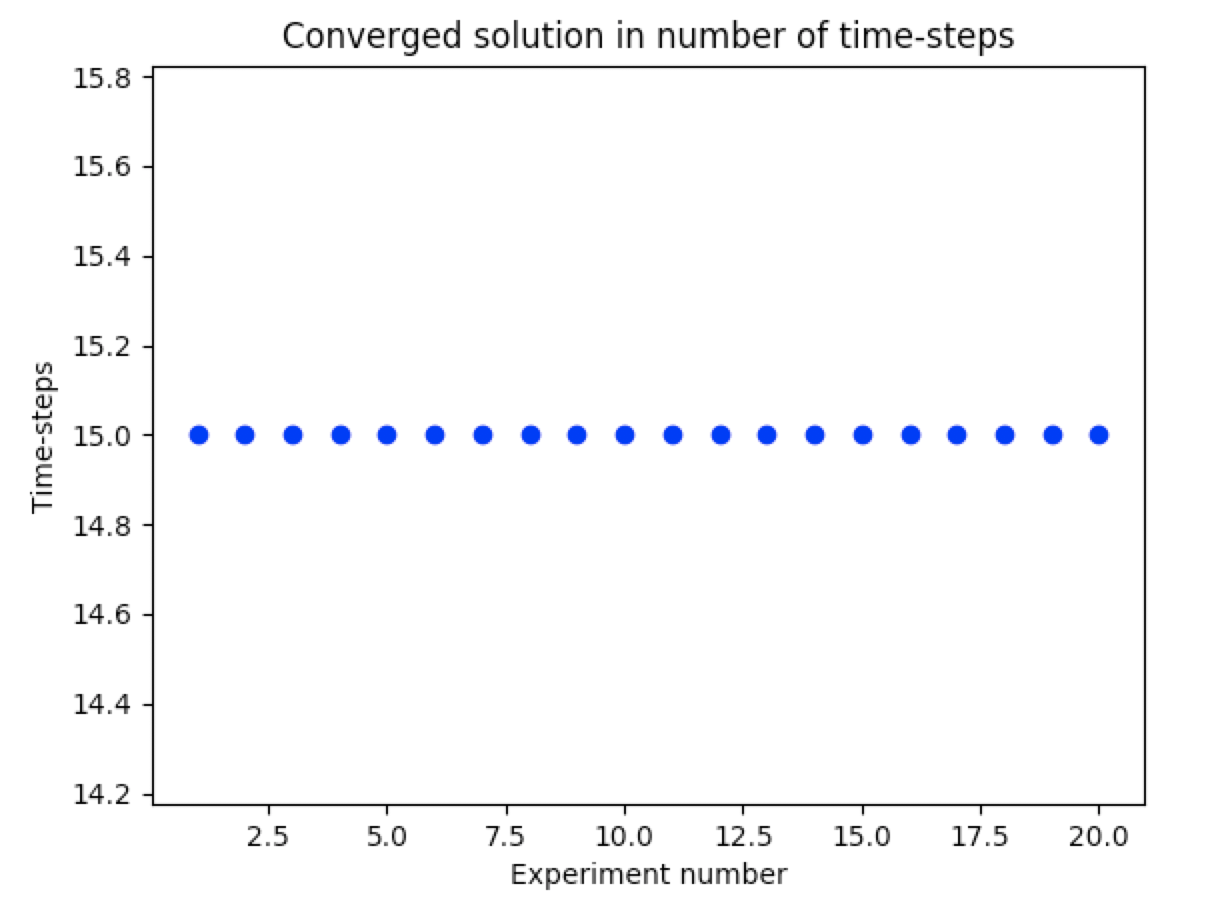 Converged solution in number of time-steps
15.8
15.6
15.4
15.2
15.0
14.8
14.6
14.4
14.2
Time-steps
2.5 5.0 7.5 10.0 12.5 15.0 17.5 20.0
Experiment number